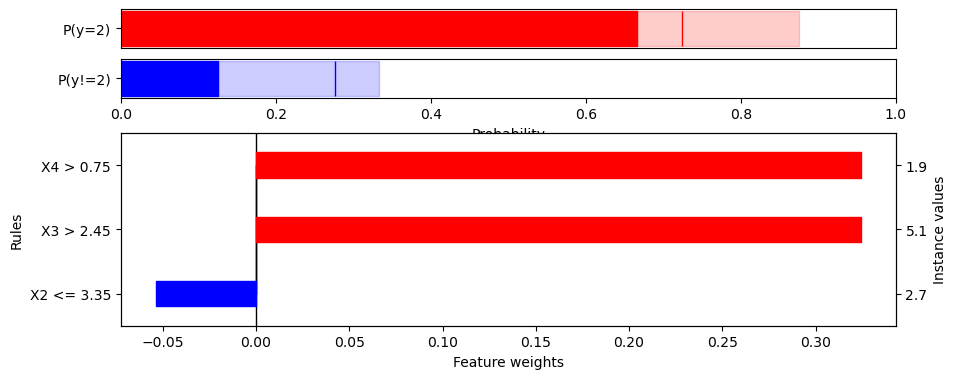 P(y=2)
P(y!=2)
0.0 0.2 0.4 0.6 0.8 1.0
Probability
X4 > 0.75 1.9
X3 > 2.45 5.1
X2 <= 3.35 2.7
Rules
Instance values
−0.05 0.00 0.05 0.10 0.15 0.20 0.25 0.30
Feature weights